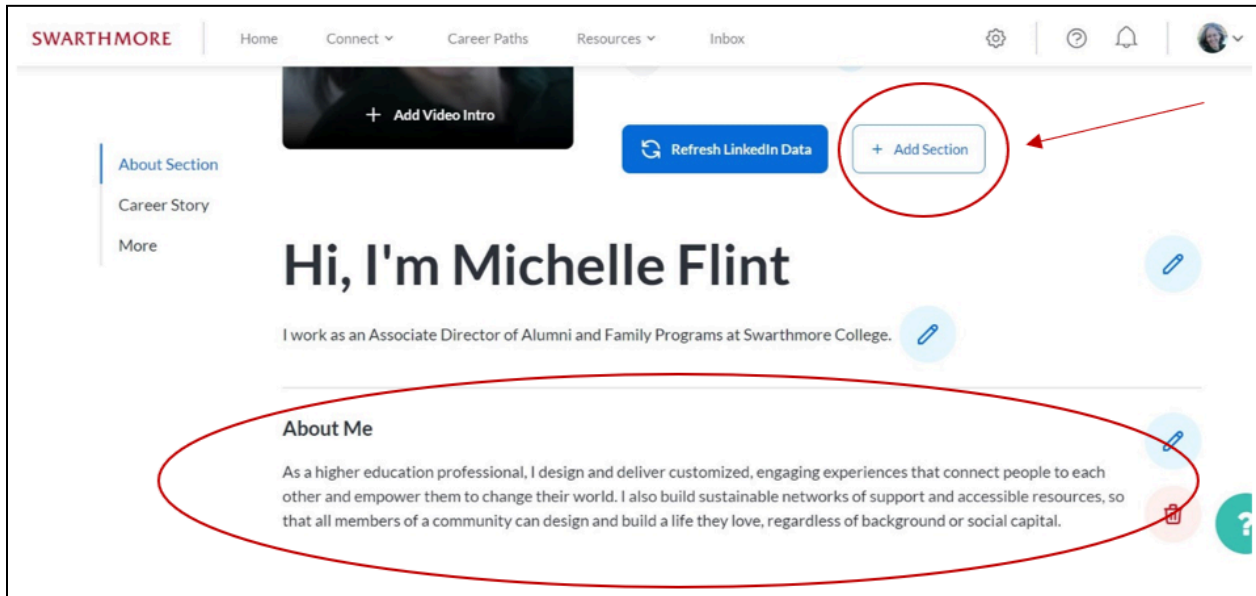 SWARTHMORE Home Connect Career Paths Resources Inbox
+ Add Video Intro
Refresh LinkedIn Data + Add Section
About Section
Career Story
More
Hi, I'm Michelle Flint
I work as an Associate Director of Alumni and Family Programs at Swarthmore College.
About Me
As a higher education professional, I design and deliver customized, engaging experiences that connect people to each
other and empower them to change their world. I also build sustainable networks of support and accessible resources, so
that all members of a community can design and build a life they love, regardless of background or social capital.
?